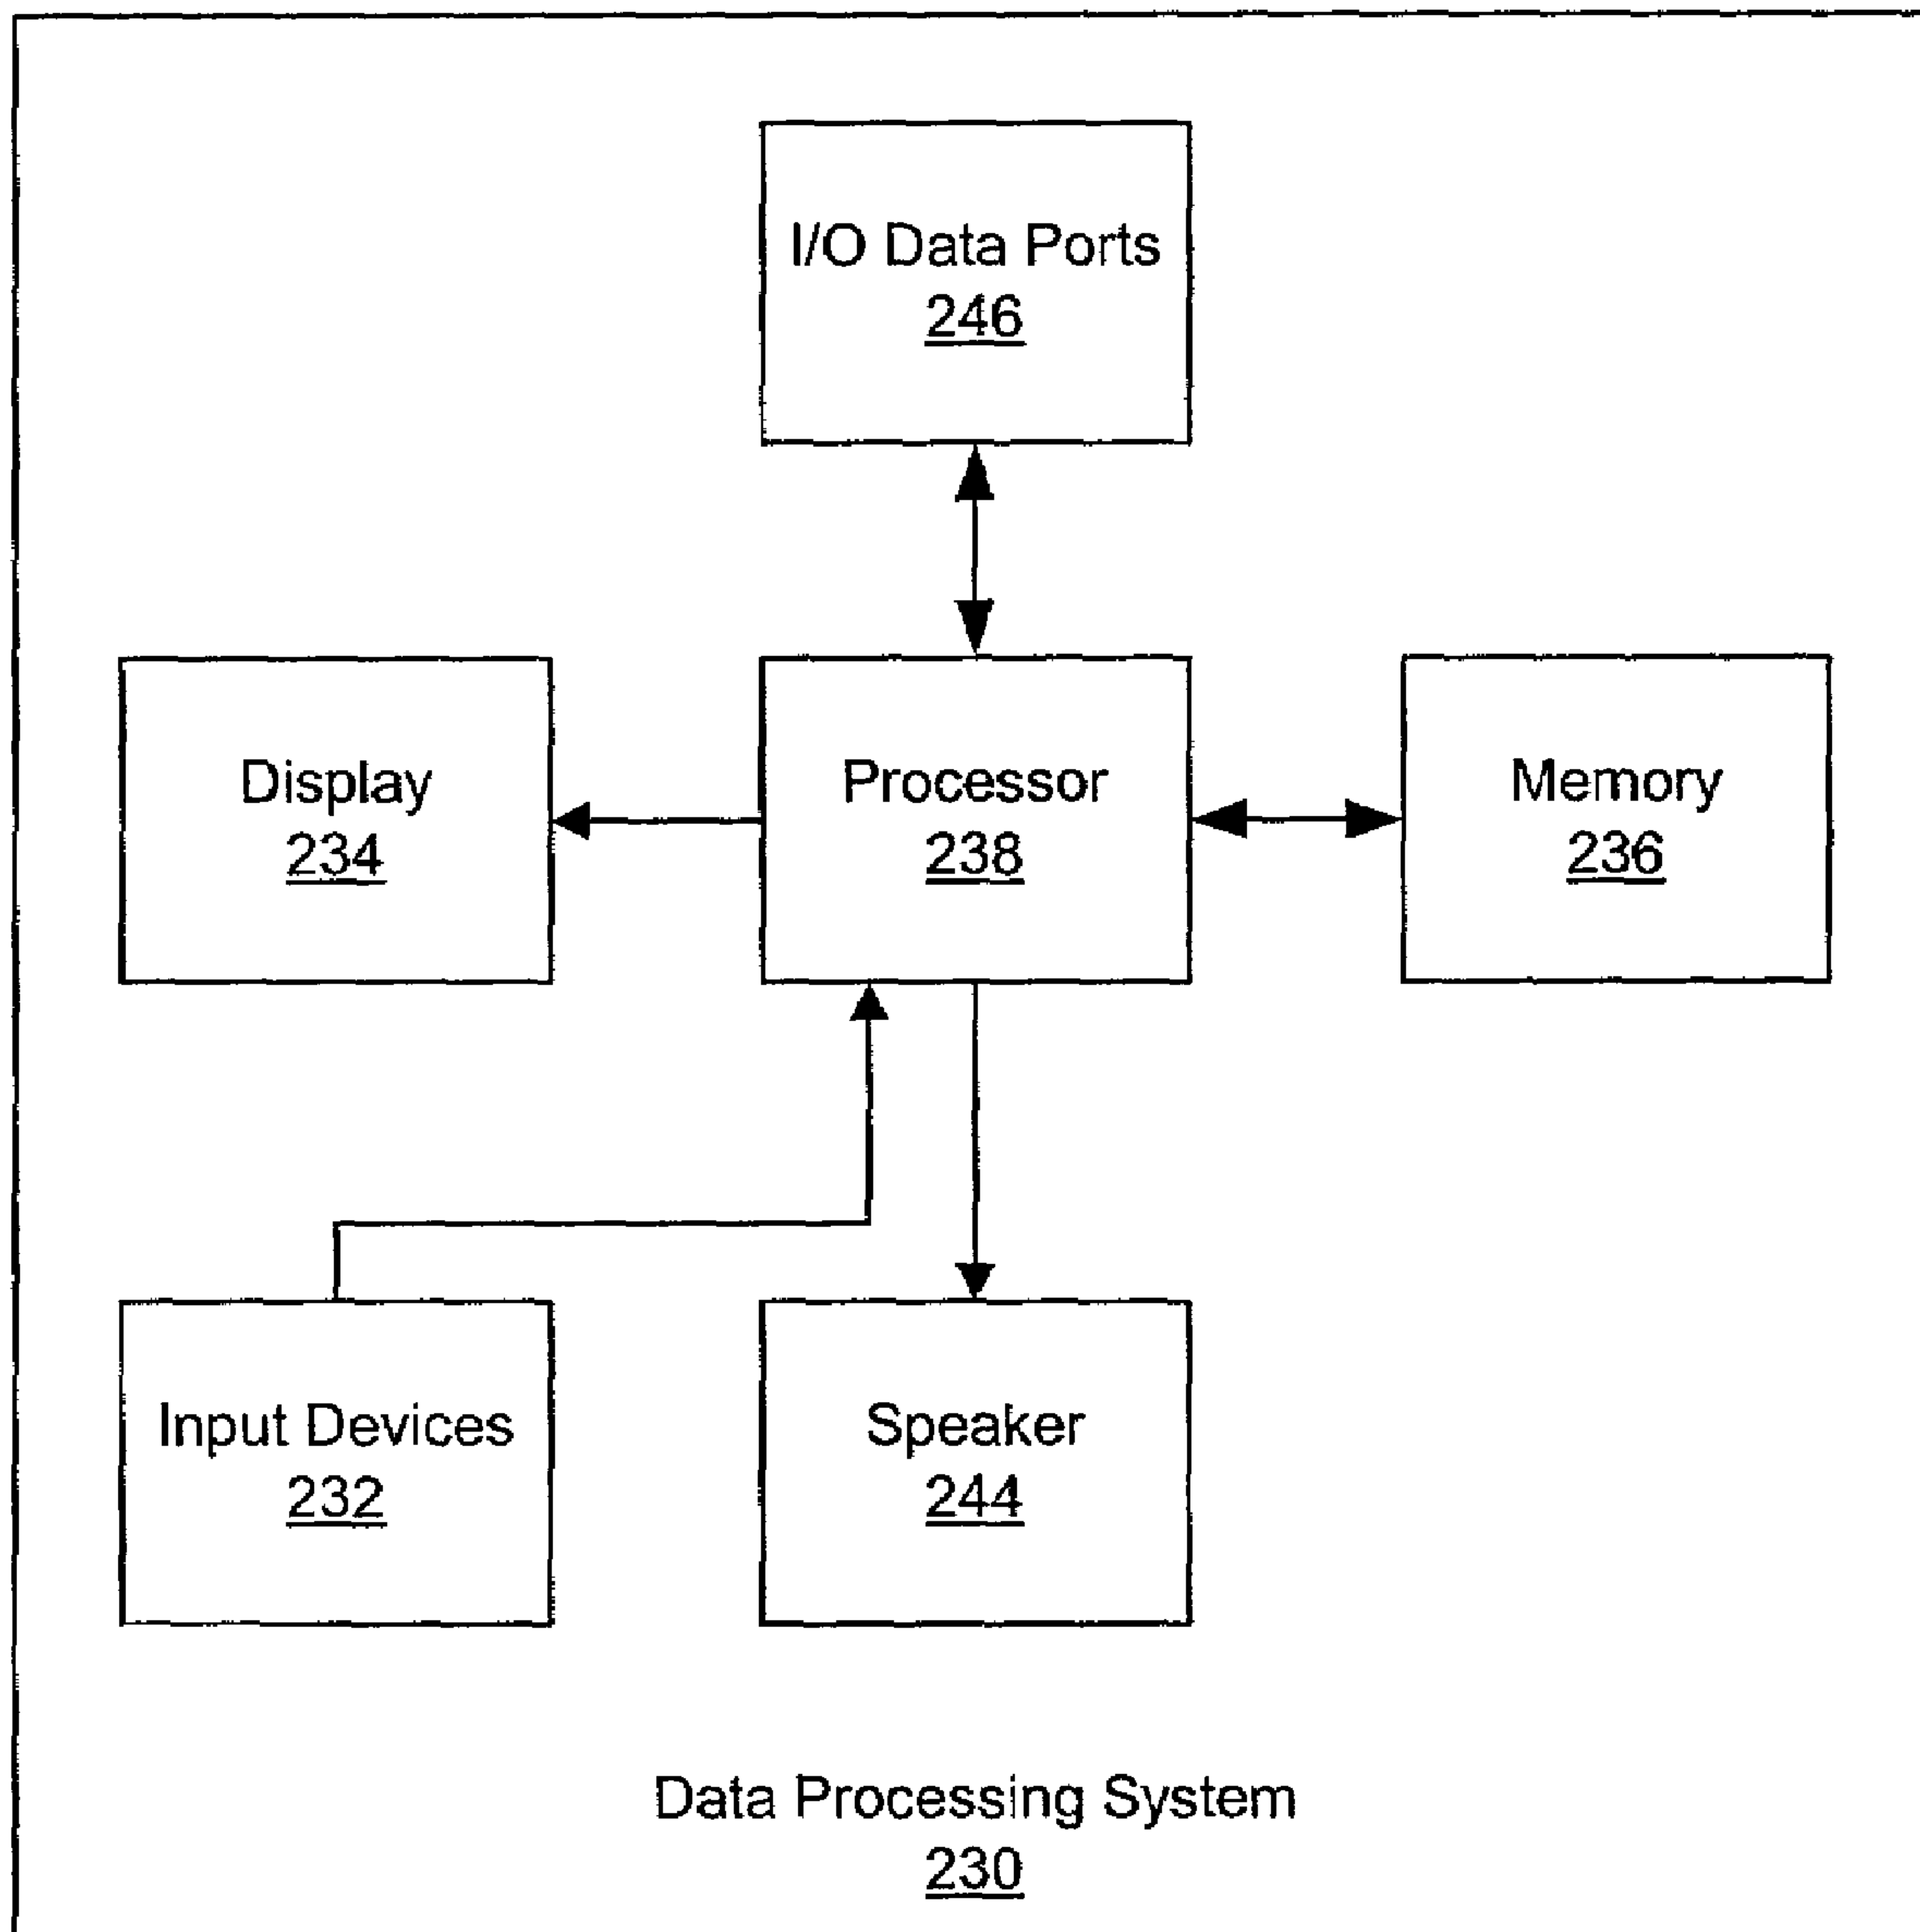 I/O Data Ports
246
Display
234
Processor
238
Memory
236
Input Devices
232
Speaker
244
Data Processing System
230